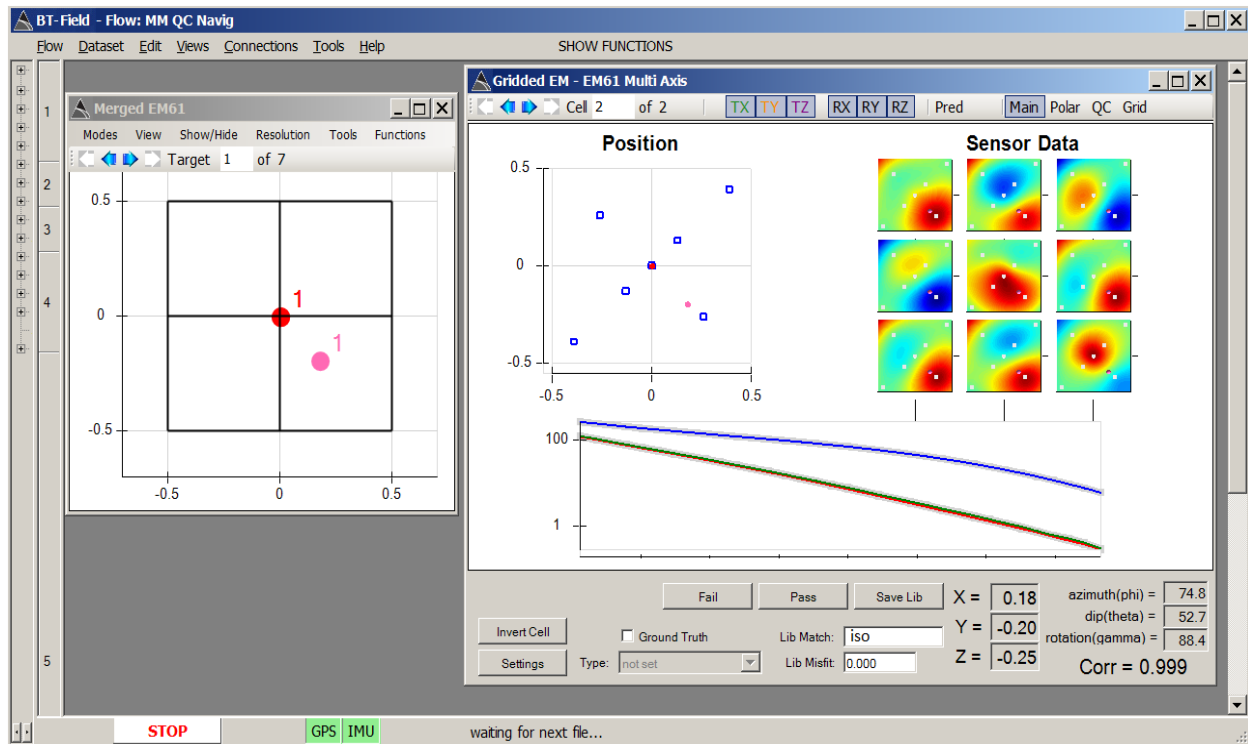 BT-Field - Flow: MM QC Navig
Flow Dataset Edit Views Connections Tools Help SHOW FUNCTIONS
1
2
3
4
5
Merged EM61
Modes View Show/Hide Resolution Tools Functions
Target 1 of 7
0.5
0
-0.5
-0.5 0 0.5
1
1
Gridded EM - EM61 Multi Axis
Cell 2 of 2 TX TY TZ RX RY RZ Pred Main Polar QC Grid
Position
0.5
0
-0.5
-0.5 0 0.5
Sensor Data
100
1
Fail Pass Save Lib
Invert Cell
Settings
Ground Truth
Type: not set
Lib Match: iso
Lib Misfit: 0.000
X = 0.18
Y = -0.20
Z = -0.25
azimuth(phi) = 74.8
dip(theta) = 52.7
rotation(gamma) = 88.4
Corr = 0.999
STOP GPS IMU waiting for next file...